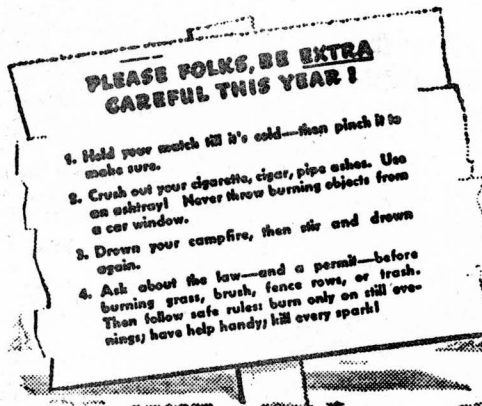 PLEASE FOLKS, BE EXTRA
CAREFUL THIS YEAR!
1. Hold your match till it's cold—then pinch it to
make sure.
2. Crush out your cigarette, cigar, pipe ashes. Use
an ashtray! Never throw burning objects from
a car window.
3. Drown your campfire, then stir and drown
again.
4. Ask about the law—and a permit—before
burning grass, brush, fence rows, or trash.
Then follow safe rules: burn only on still eve-
nings; have help handy; kill every spark!